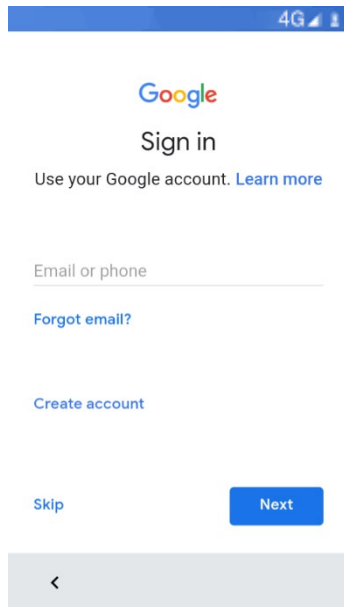 4G
Google
Sign in
Use your Google account. Learn more
Email or phone
Forgot email?
Create account
Skip
Next